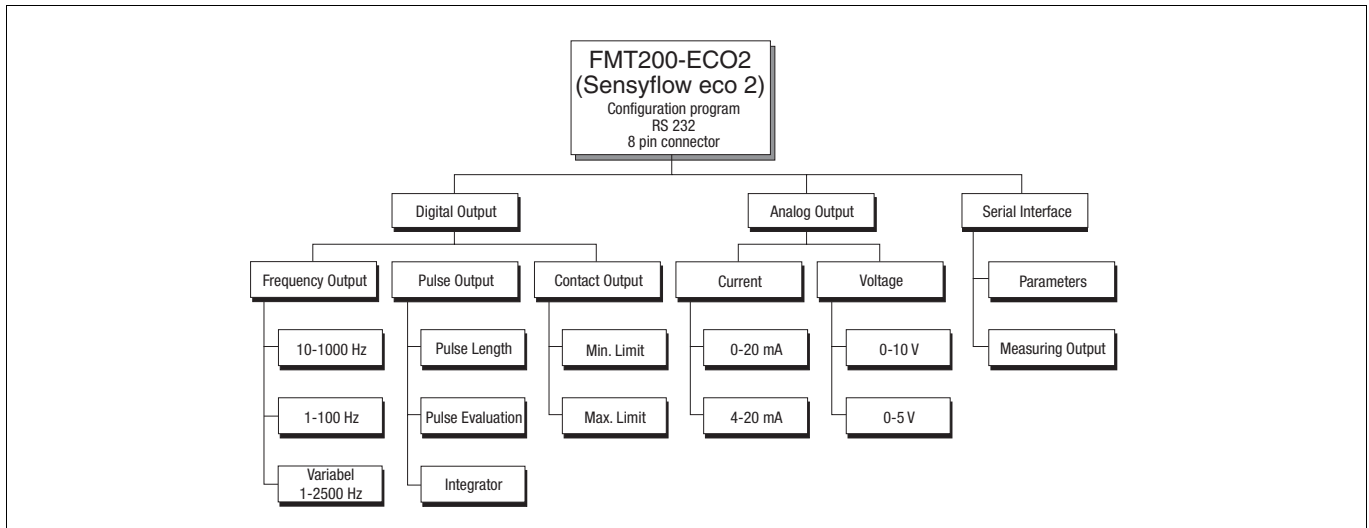 FMT200-ECO2
(Sensyflow eco 2)
Configuration program
RS 232
8 pin connector
Digital Output
Analog Output
Serial Interface
Frequency Output
Pulse Output
Contact Output
Current
Voltage
Parameters
10-1000 Hz
Pulse Length
Min. Limit
0-20 mA
0-10 V
Measuring Output
1-100 Hz
Pulse Evaluation
Max. Limit
4-20 mA
0-5 V
Variabel
1-2500 Hz
Integrator